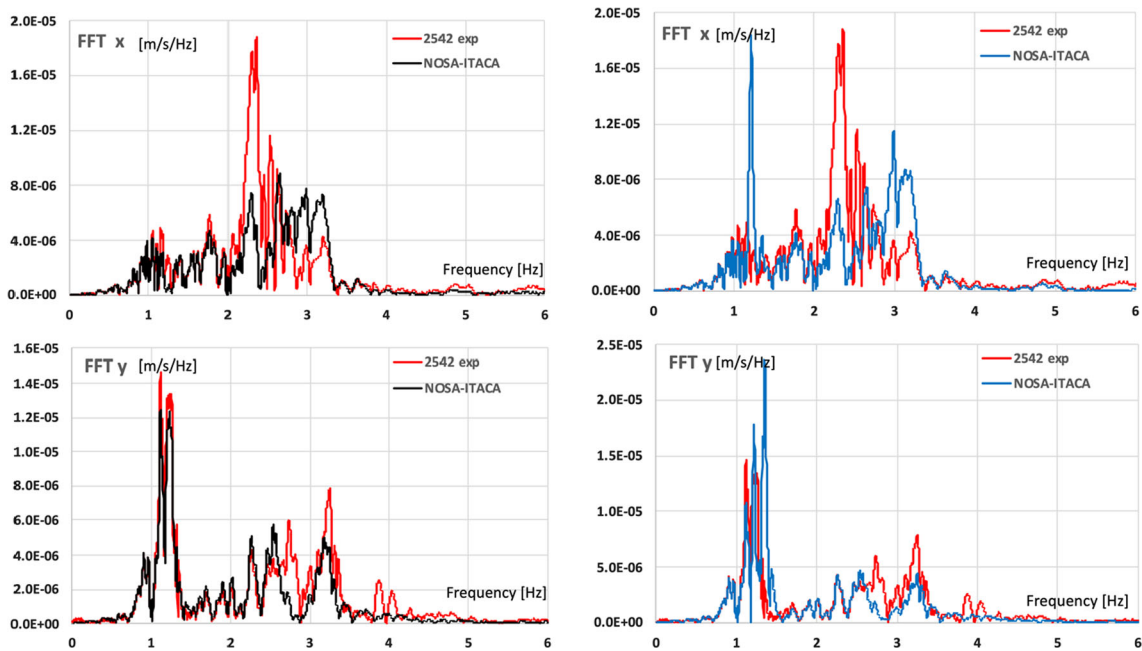 2.0E-05
FFT x [m/s/Hz]
2542 exp
NOSA-ITACA
1.6E-05
1.2E-05
8.0E-06
4.0E-06
Frequency [Hz]
0.0E+00
0 1 2 3 4 5 6
2.0E-05
FFT x [m/s/Hz]
2542 exp
NOSA-ITACA
1.6E-05
1.2E-05
8.0E-06
4.0E-06
Frequency [Hz]
0.0E+00
0 1 2 3 4 5 6
1.6E-05
FFT y [m/s/Hz]
2542 exp
NOSA-ITACA
1.4E-05
1.2E-05
1.0E-05
8.0E-06
6.0E-06
4.0E-06
2.0E-06
Frequency [Hz]
0.0E+00
0 1 2 3 4 5 6
2.5E-05
FFT y [m/s/Hz]
2542 exp
NOSA-ITACA
2.0E-05
1.5E-05
1.0E-05
5.0E-06
Frequency [Hz]
0.0E+00
0 1 2 3 4 5 6